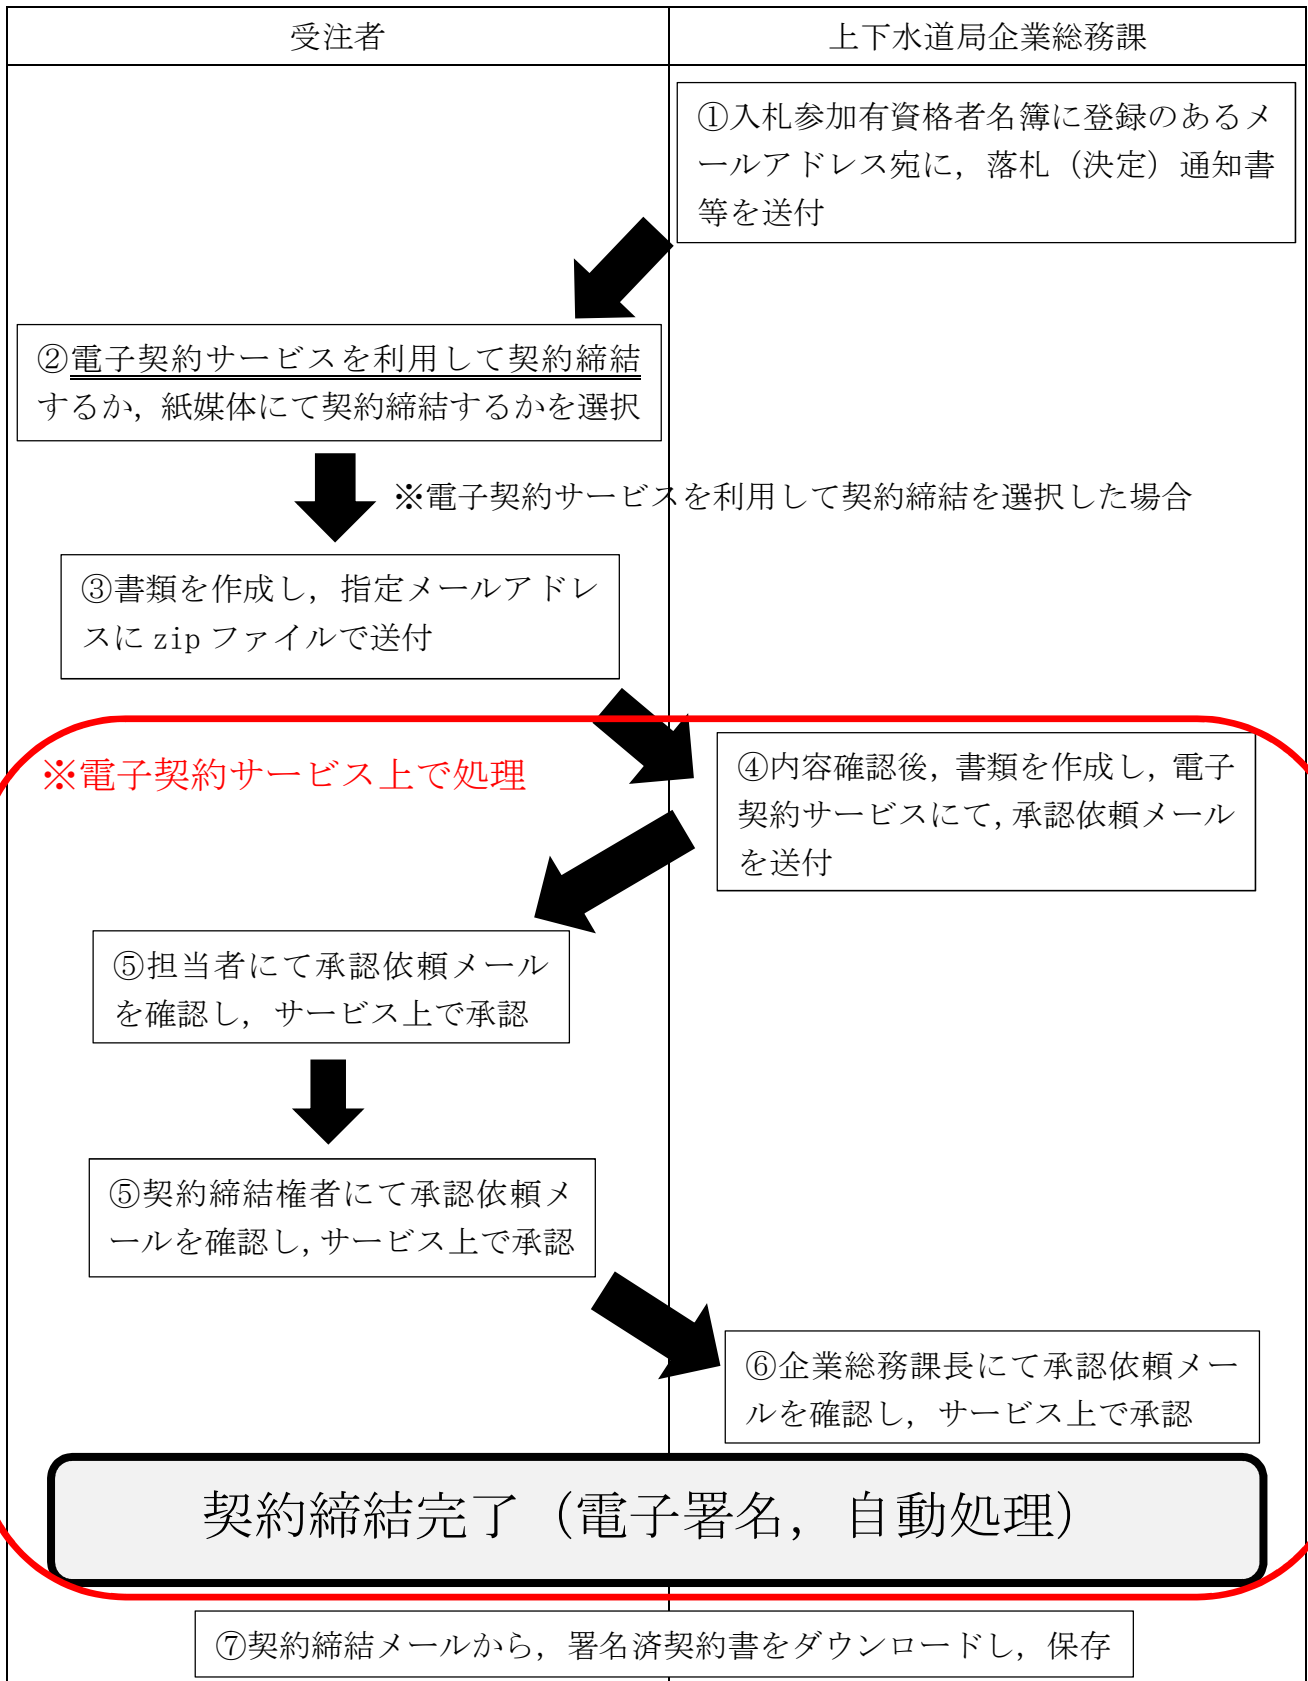 受注者
上下水道局企業総務課
①入札参加有資格者名簿に登録のあるメ
ールアドレス宛に，落札（決定）通知書
等を送付
②電子契約サービスを利用して契約締結
するか，紙媒体にて契約締結するかを選択
※電子契約サービスを利用して契約締結を選択した場合
③書類を作成し，指定メールアドレ
スに zip ファイルで送付
※電子契約サービス上で処理
④内容確認後，書類を作成し，電子
契約サービスにて，承認依頼メール
を送付
⑤担当者にて承認依頼メール
を確認し，サービス上で承認
⑤契約締結権者にて承認依頼メ
ールを確認し，サービス上で承認
⑥企業総務課長にて承認依頼メー
ルを確認し，サービス上で承認
契約締結完了（電子署名，自動処理）
⑦契約締結メールから，署名済契約書をダウンロードし，保存